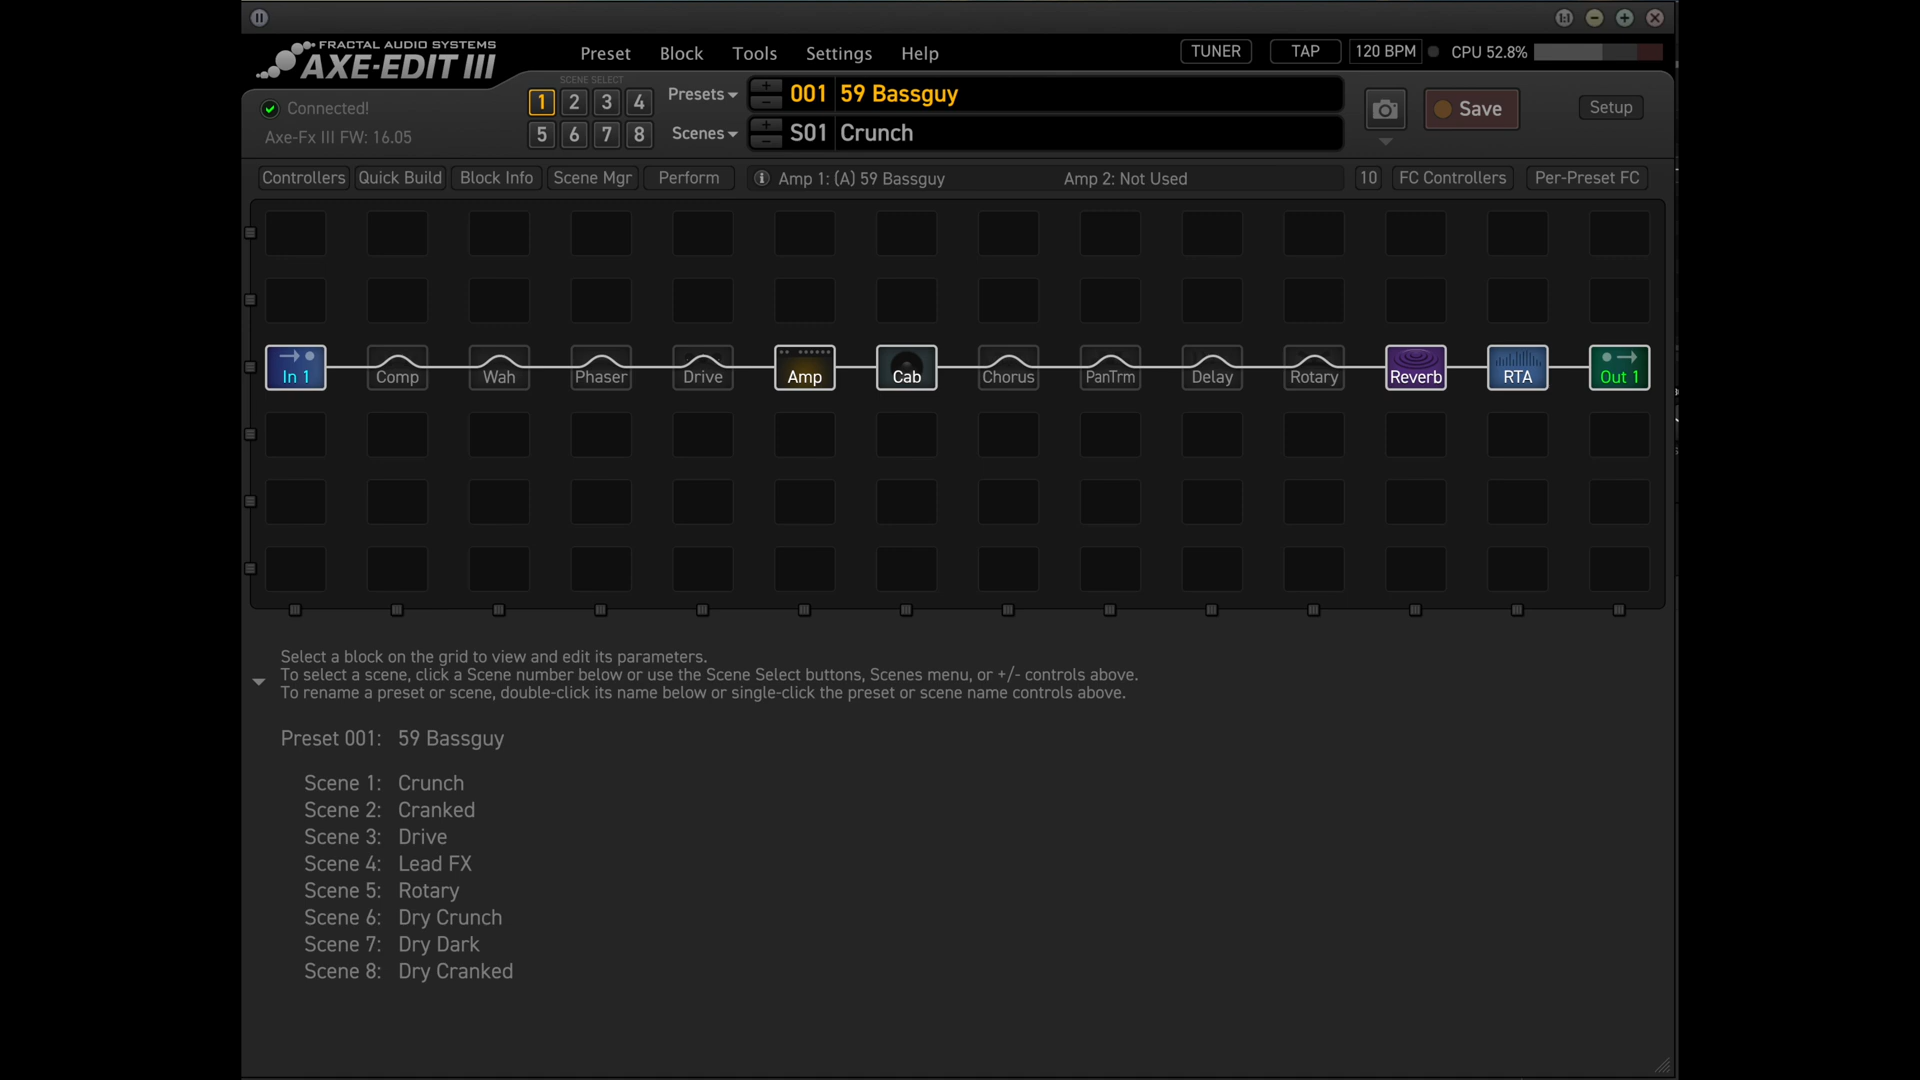 FRACTAL AUDIO SYSTEMS
AXE-EDIT III
Preset Block Tools Settings Help
TUNER TAP 120 BPM CPU 52.8%
SCENE SELECT
Connected!
Axe-Fx III FW: 16.05
1 2 3 4
5 6 7 8
Presets 001 59 Bassguy
Scenes S01 Crunch
Save
Setup
Controllers Quick Build Block Info Scene Mgr Perform Amp 1: (A) 59 Bassguy Amp 2: Not Used 10 FC Controllers Per-Preset FC
In 1 Comp Wah Phaser Drive Amp Cab Chorus PanTrm Delay Rotary Reverb RTA Out 1
Select a block on the grid to view and edit its parameters.
To select a scene, click a Scene number below or use the Scene Select buttons, Scenes menu, or +/- controls above.
To rename a preset or scene, double-click its name below or single-click the preset or scene name controls above.
Preset 001: 59 Bassguy
Scene 1: Crunch
Scene 2: Cranked
Scene 3: Drive
Scene 4: Lead FX
Scene 5: Rotary
Scene 6: Dry Crunch
Scene 7: Dry Dark
Scene 8: Dry Cranked